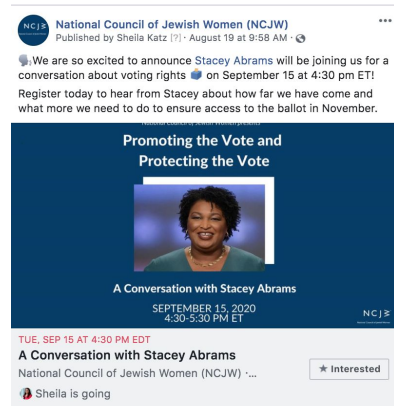 National Council of Jewish Women (NCJW)
Published by Sheila Katz [?] · August 19 at 9:58 AM ·
We are so excited to announce Stacey Abrams will be joining us for a
conversation about voting rights on September 15 at 4:30 pm ET!
Register today to hear from Stacey about how far we have come and
what more we need to do to ensure access to the ballot in November.
National Council of Jewish Women presents
Promoting the Vote and
Protecting the Vote
A Conversation with Stacey Abrams
SEPTEMBER 15, 2020
4:30-5:30 PM ET
NCJW
TUE, SEP 15 AT 4:30 PM EDT
A Conversation with Stacey Abrams
National Council of Jewish Women (NCJW) ·...
★ Interested
Sheila is going